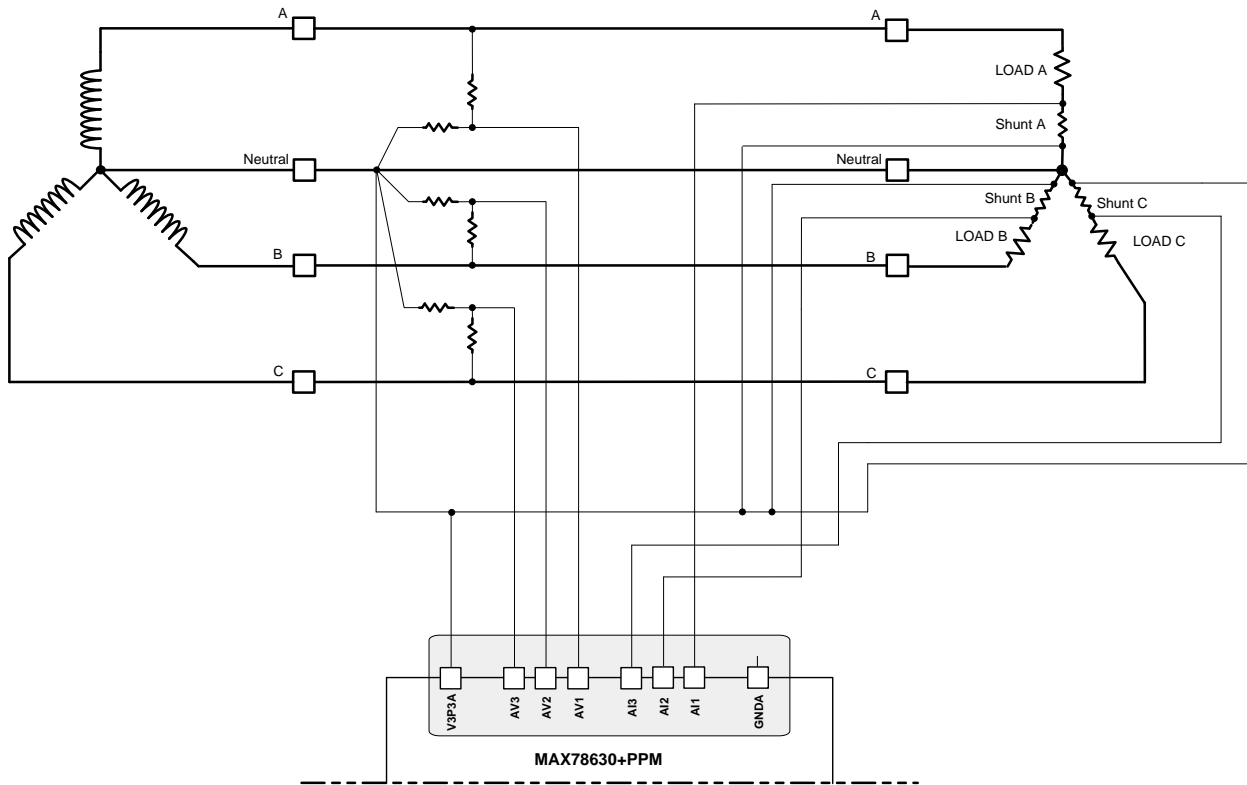 A
A
LOAD A
Shunt A
Neutral
Neutral
Shunt B
Shunt C
LOAD B
LOAD C
B
B
C
C
V3P3A
AV3
AV2
AV1
AI3
AI2
AI1
GNDA
MAX78630+PPM